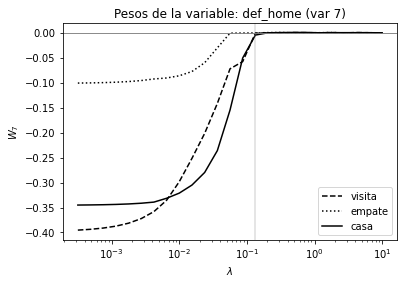 Pesos de la variable: def_home (var 7)
0.00
−0.05
−0.10
−0.15
−0.20
−0.25
−0.30
−0.35
−0.40
W₇
10⁻³
10⁻²
10⁻¹
10⁰
10¹
λ
visita
empate
casa